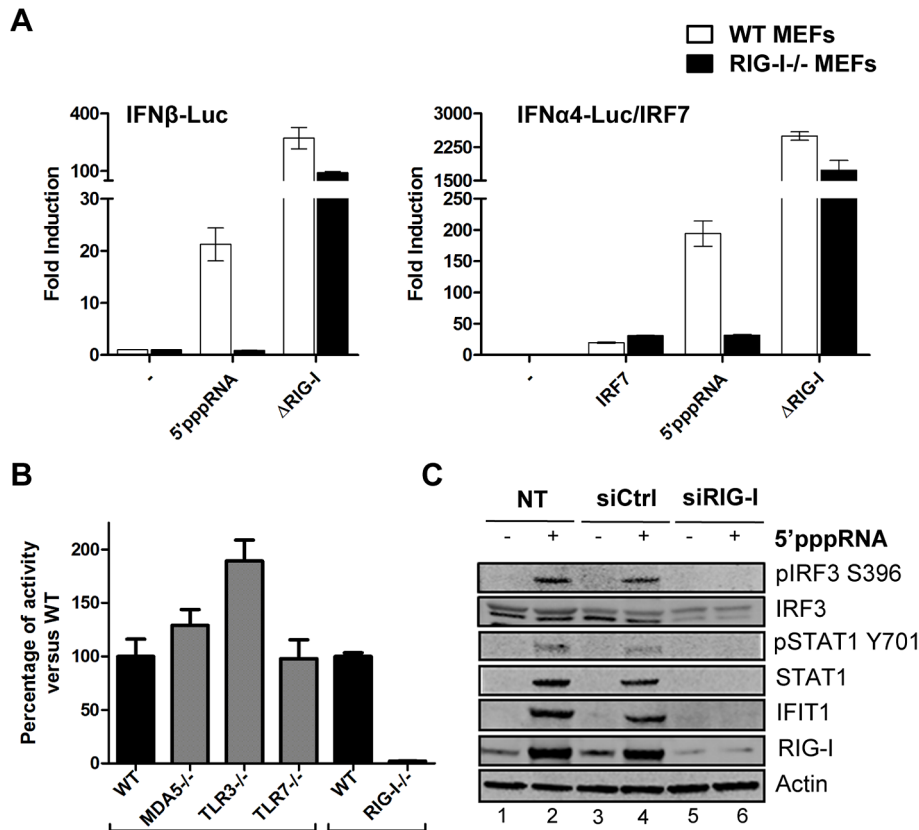 A
WT MEFs
RIG-I-/- MEFs
IFNβ-Luc
Fold Induction
400
100
30
20
10
0
-
5'pppRNA
ΔRIG-I
IFNα4-Luc/IRF7
Fold Induction
3000
2250
1500
250
200
150
100
50
0
-
IRF7
5'pppRNA
ΔRIG-I
B
Percentage of activity
versus WT
200
150
100
50
0
WT
MDA5-/-
TLR3-/-
TLR7-/-
WT
RIG-I-/-
C
NT siCtrl siRIG-I
- + - + - + 5'pppRNA
pIRF3 S396
IRF3
pSTAT1 Y701
STAT1
IFIT1
RIG-I
Actin
1 2 3 4 5 6